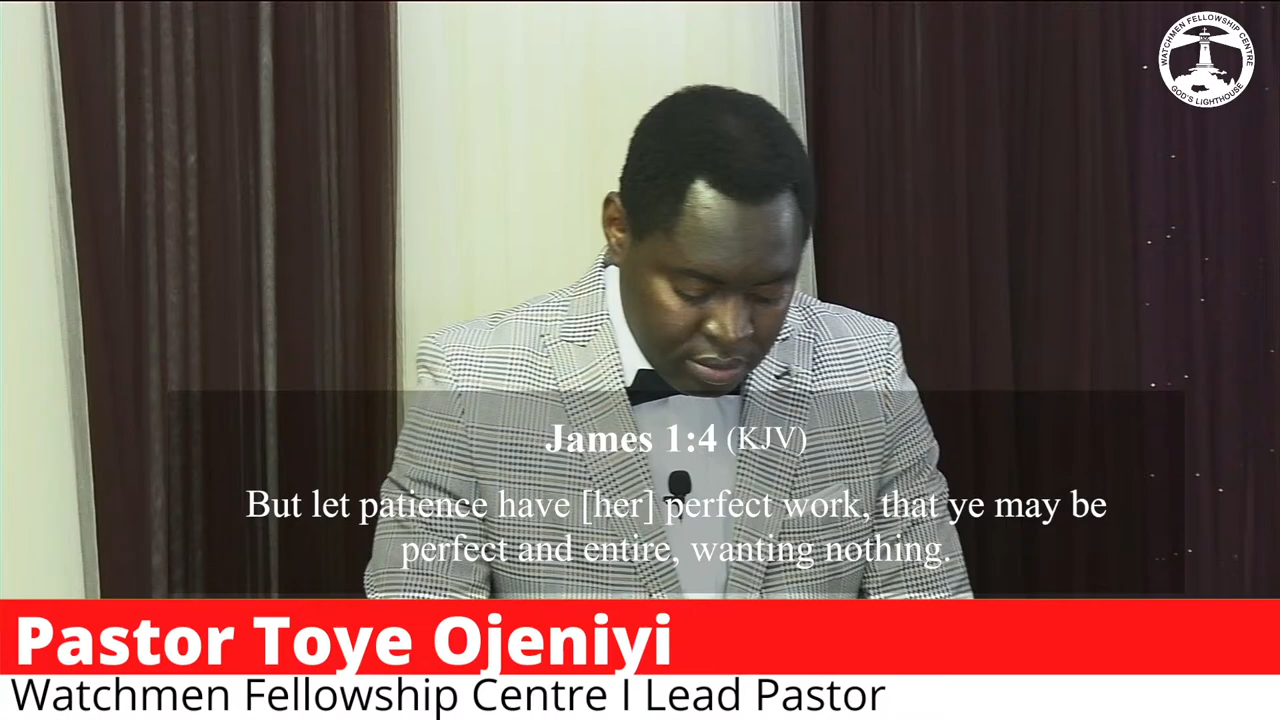 WATCHMEN FELLOWSHIP CENTRE
GOD'S LIGHTHOUSE
James 1:4 (KJV)
But let patience have [her] perfect work, that ye may be
perfect and entire, wanting nothing.
Pastor Toye Ojeniyi
Watchmen Fellowship Centre I Lead Pastor